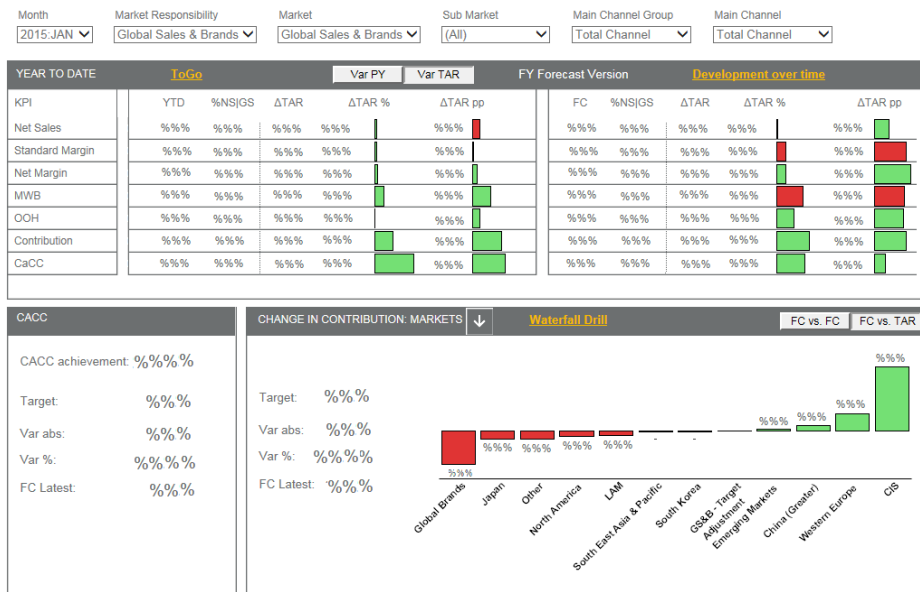 Month Market Responsibility Market Sub Market Main Channel Group Main Channel
2015:JAN Global Sales & Brands Global Sales & Brands (All) Total Channel Total Channel
YEAR TO DATE ToGo Var PY Var TAR FY Forecast Version Development over time
KPI YTD %NS|GS ΔTAR ΔTAR % ΔTAR pp FC %NS|GS ΔTAR ΔTAR % ΔTAR pp
Net Sales %%% %%% %%% %%% %%% %%% %%% %%% %%% %%%
Standard Margin %%% %%% %%% %%% %%% %%% %%% %%% %%% %%%
Net Margin %%% %%% %%% %%% %%% %%% %%% %%% %%% %%%
MWB %%% %%% %%% %%% %%% %%% %%% %%% %%% %%%
OOH %%% %%% %%% %%% %%% %%% %%% %%% %%% %%%
Contribution %%% %%% %%% %%% %%% %%% %%% %%% %%% %%%
CaCC %%% %%% %%% %%% %%% %%% %%% %%% %%% %%%
CACC
CACC achievement: %%%%
Target: %%%
Var abs: %%%
Var %: %%%%
FC Latest: %%%
CHANGE IN CONTRIBUTION: MARKETS Waterfall Drill FC vs. FC FC vs. TAR
Target: %%%
Var abs: %%%
Var %: %%%%
FC Latest: %%%
%%% %%% %%% %%% %%% - - %%% %%% %%% %%%
Global Brands
Japan
Other
North America
LAM
South East Asia & Pacific
South Korea
GS&B - Target
Adjustment
Emerging Markets
China (Greater)
Western Europe
CIS